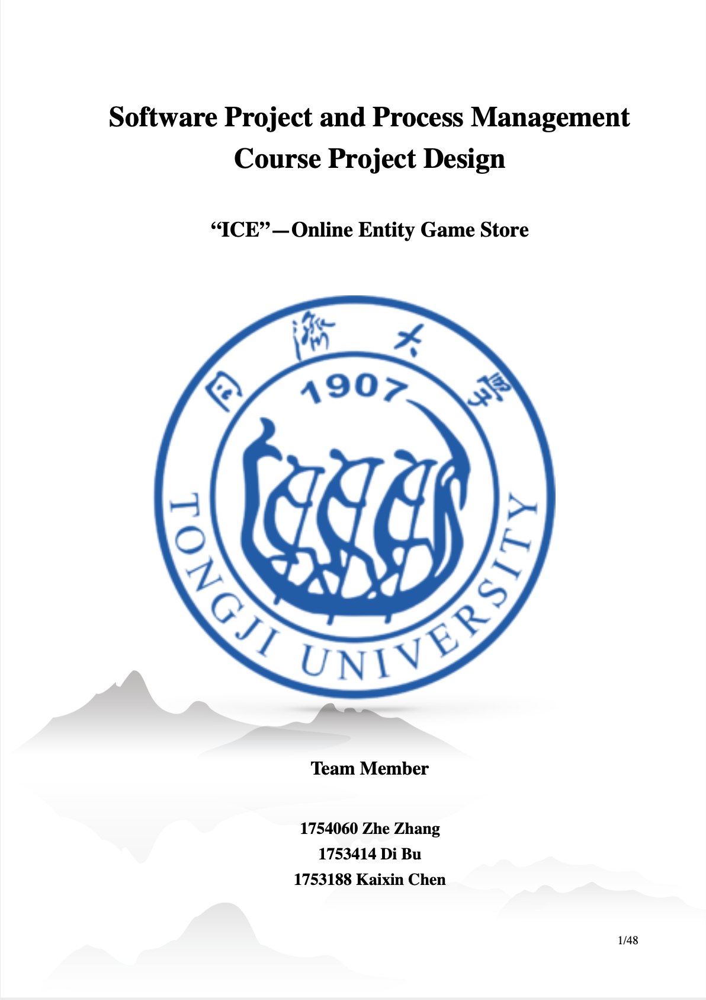 Software Project and Process Management
Course Project Design
“ICE”—Online Entity Game Store
同濟大學
1907
TONGJI UNIVERSITY
Team Member
1754060 Zhe Zhang
1753414 Di Bu
1753188 Kaixin Chen
1/48